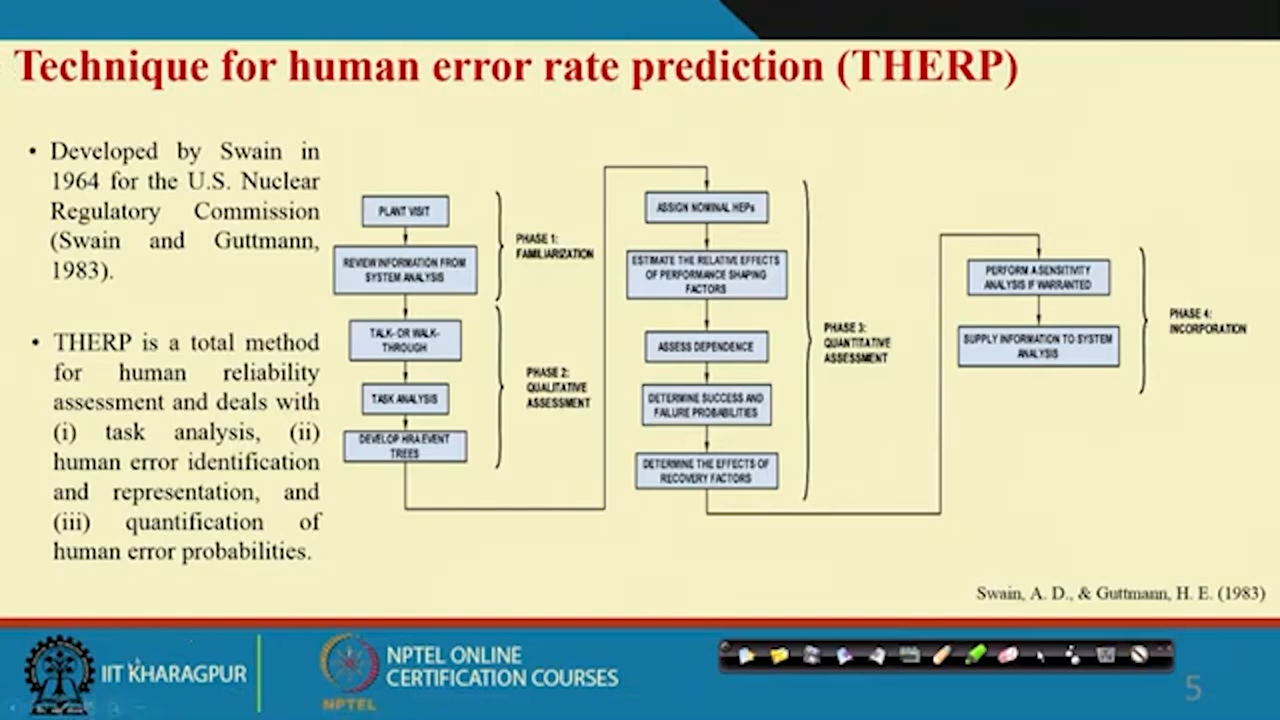 Technique for human error rate prediction (THERP)
• Developed by Swain in
1964 for the U.S. Nuclear
Regulatory Commission
(Swain and Guttmann,
1983).
• THERP is a total method
for human reliability
assessment and deals with
(i) task analysis, (ii)
human error identification
and representation, and
(iii) quantification of
human error probabilities.
PLANT VISIT
REVIEW INFORMATION FROM
SYSTEM ANALYSIS
PHASE 1:
FAMILIARIZATION
TALK- OR WALK-
THROUGH
TASK ANALYSIS
DEVELOP HRA EVENT
TREES
PHASE 2:
QUALITATIVE
ASSESSMENT
ASSIGN NOMINAL HEPs
ESTIMATE THE RELATIVE EFFECTS
OF PERFORMANCE SHAPING
FACTORS
ASSESS DEPENDENCE
DETERMINE SUCCESS AND
FAILURE PROBABILITIES
DETERMINE THE EFFECTS OF
RECOVERY FACTORS
PHASE 3:
QUANTITATIVE
ASSESSMENT
PERFORM A SENSITIVITY
ANALYSIS IF WARRANTED
SUPPLY INFORMATION TO SYSTEM
ANALYSIS
PHASE 4:
INCORPORATION
Swain, A. D., & Guttmann, H. E. (1983)
IIT KHARAGPUR
NPTEL
NPTEL ONLINE
CERTIFICATION COURSES
5